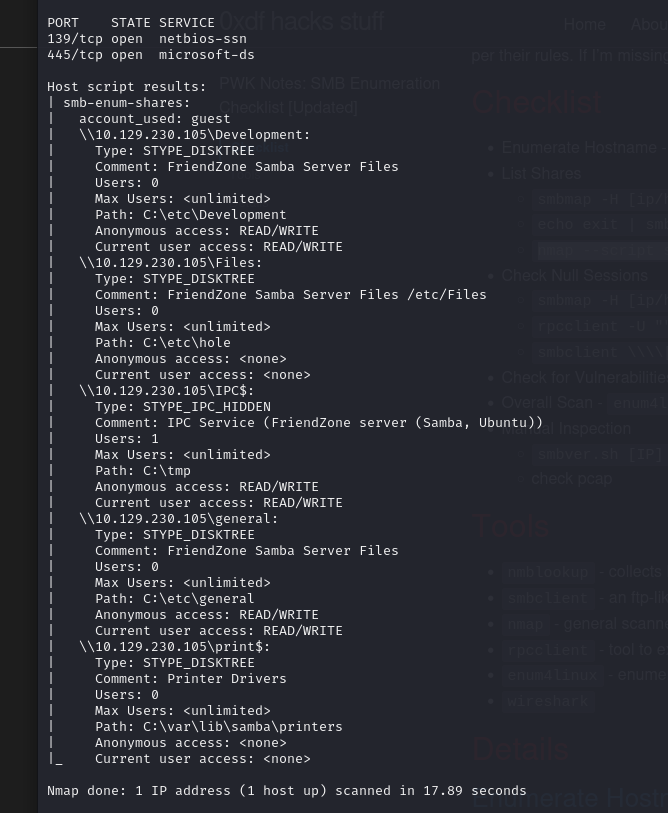 PORT    STATE SERVICE
139/tcp open  netbios-ssn
445/tcp open  microsoft-ds
Host script results:
| smb-enum-shares:
|   account_used: guest
|   \\10.129.230.105\Development:
|     Type: STYPE_DISKTREE
|     Comment: FriendZone Samba Server Files
|     Users: 0
|     Max Users: <unlimited>
|     Path: C:\etc\Development
|     Anonymous access: READ/WRITE
|     Current user access: READ/WRITE
|   \\10.129.230.105\Files:
|     Type: STYPE_DISKTREE
|     Comment: FriendZone Samba Server Files /etc/Files
|     Users: 0
|     Max Users: <unlimited>
|     Path: C:\etc\hole
|     Anonymous access: <none>
|     Current user access: <none>
|   \\10.129.230.105\IPC$:
|     Type: STYPE_IPC_HIDDEN
|     Comment: IPC Service (FriendZone server (Samba, Ubuntu))
|     Users: 1
|     Max Users: <unlimited>
|     Path: C:\tmp
|     Anonymous access: READ/WRITE
|     Current user access: READ/WRITE
|   \\10.129.230.105\general:
|     Type: STYPE_DISKTREE
|     Comment: FriendZone Samba Server Files
|     Users: 0
|     Max Users: <unlimited>
|     Path: C:\etc\general
|     Anonymous access: READ/WRITE
|     Current user access: READ/WRITE
|   \\10.129.230.105\print$:
|     Type: STYPE_DISKTREE
|     Comment: Printer Drivers
|     Users: 0
|     Max Users: <unlimited>
|     Path: C:\var\lib\samba\printers
|     Anonymous access: <none>
|_    Current user access: <none>
Nmap done: 1 IP address (1 host up) scanned in 17.89 seconds
0xdf hacks stuff
Home
per their rules. If I'm missing
PWK Notes: SMB Enumeration
Checklist [Updated]
Checklist
Enumerate Hostname -
List Shares
smbmap -H [ip/
echo exit | sm
Check Null Sessions
smbmap -H [ip/
rpcclient -U "
smbclient \\\\
Check for Vulnerabilities
Overall Scan - enum4l
Manual Inspection
smbver.sh [IP]
check pcap
Tools
nmblookup - collects
smbclient - an ftp-lik
nmap - general scann
rpcclient - tool to e
enum4linux - enume
wireshark
Details
Enumerate Host